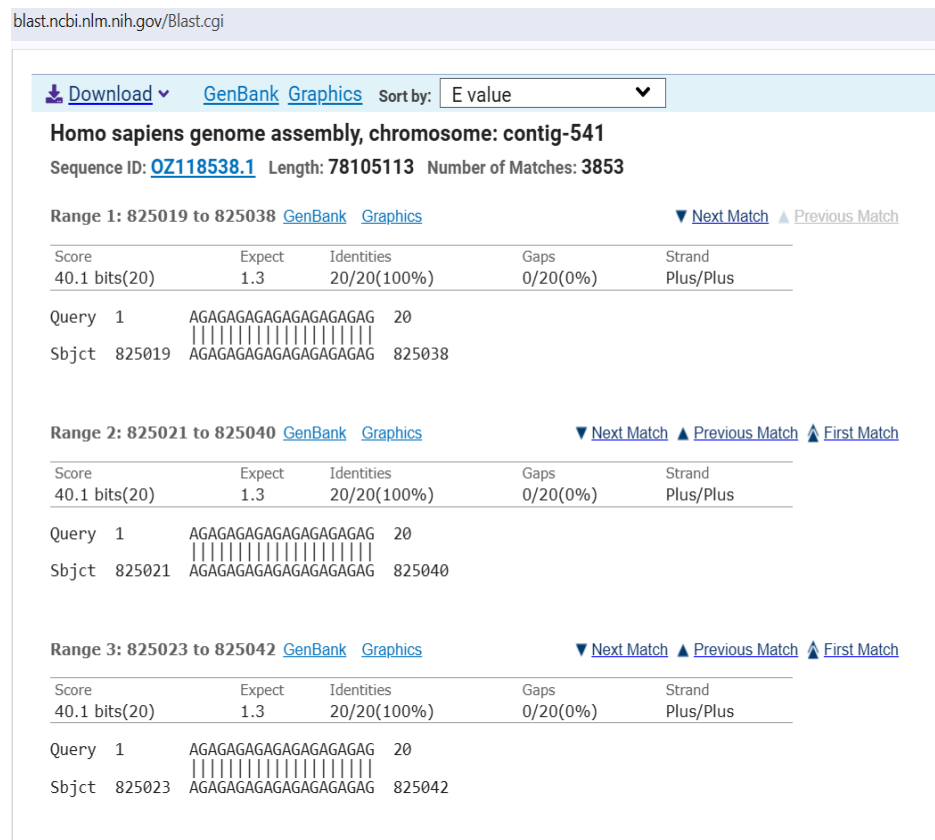 blast.ncbi.nlm.nih.gov/Blast.cgi
Download GenBank Graphics Sort by: E value
Homo sapiens genome assembly, chromosome: contig-541
Sequence ID: OZ118538.1 Length: 78105113 Number of Matches: 3853
Range 1: 825019 to 825038 GenBank Graphics Next Match Previous Match
Score Expect Identities Gaps Strand
40.1 bits(20) 1.3 20/20(100%) 0/20(0%) Plus/Plus
Query 1 AGAGAGAGAGAGAGAGAGAG 20
||||||||||||||||||||
Sbjct 825019 AGAGAGAGAGAGAGAGAGAG 825038
Range 2: 825021 to 825040 GenBank Graphics Next Match Previous Match First Match
Score Expect Identities Gaps Strand
40.1 bits(20) 1.3 20/20(100%) 0/20(0%) Plus/Plus
Query 1 AGAGAGAGAGAGAGAGAGAG 20
||||||||||||||||||||
Sbjct 825021 AGAGAGAGAGAGAGAGAGAG 825040
Range 3: 825023 to 825042 GenBank Graphics Next Match Previous Match First Match
Score Expect Identities Gaps Strand
40.1 bits(20) 1.3 20/20(100%) 0/20(0%) Plus/Plus
Query 1 AGAGAGAGAGAGAGAGAGAG 20
||||||||||||||||||||
Sbjct 825023 AGAGAGAGAGAGAGAGAGAG 825042